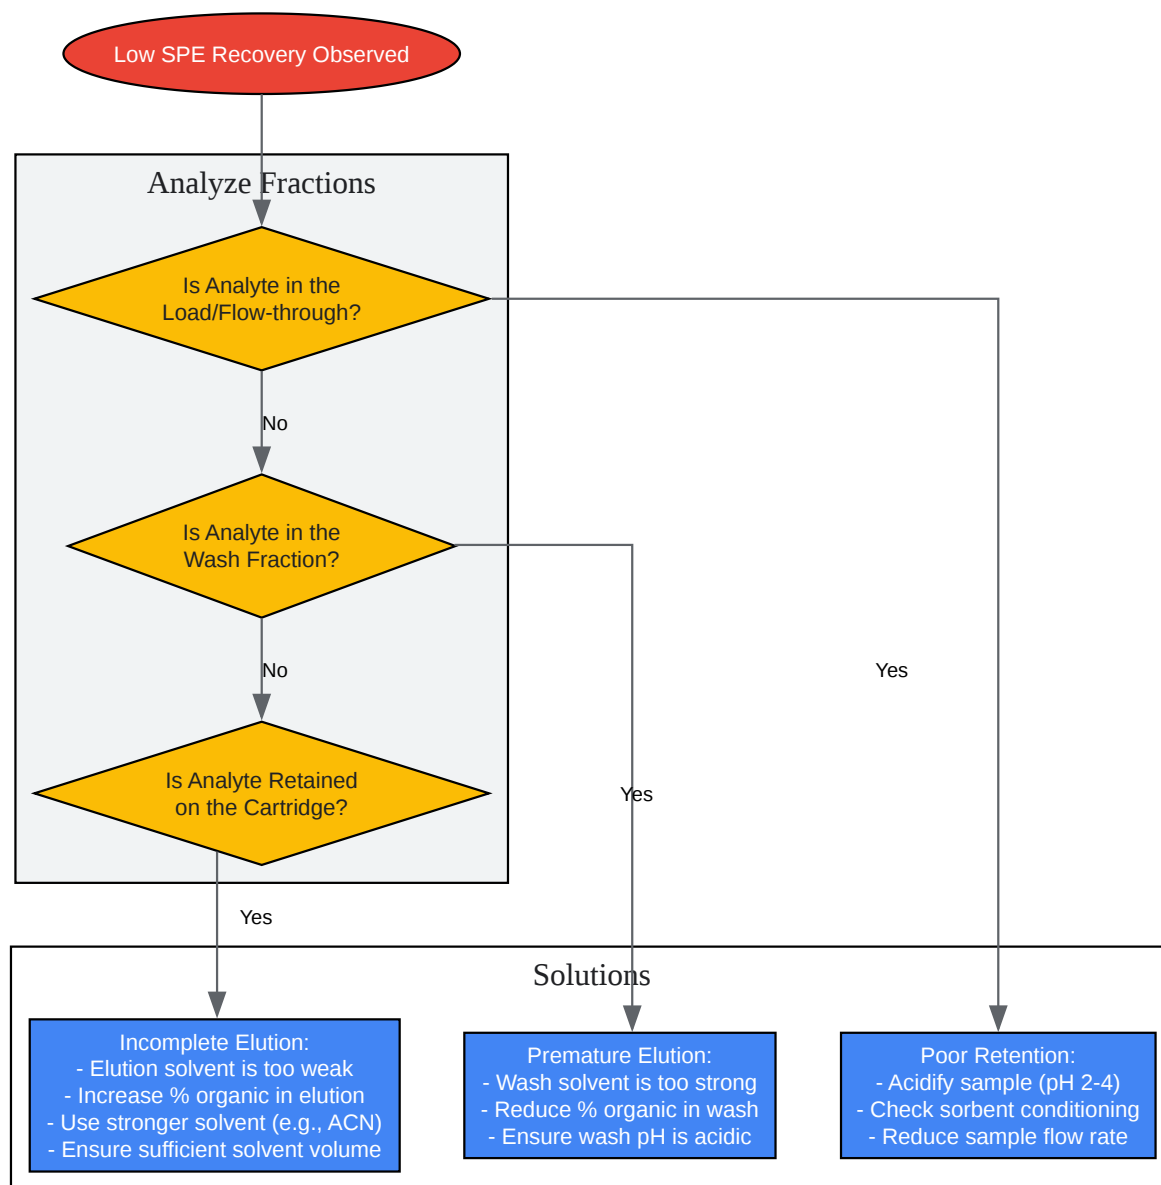 Low SPE Recovery Observed
Analyze Fractions
Is Analyte in the
Load/Flow-through?
No
Is Analyte in the
Wash Fraction?
No
Yes
Is Analyte Retained
on the Cartridge?
Yes
Yes
Solutions
Incomplete Elution:
- Elution solvent is too weak
- Increase % organic in elution
- Use stronger solvent (e.g., ACN)
- Ensure sufficient solvent volume
Premature Elution:
- Wash solvent is too strong
- Reduce % organic in wash
- Ensure wash pH is acidic
Poor Retention:
- Acidify sample (pH 2-4)
- Check sorbent conditioning
- Reduce sample flow rate